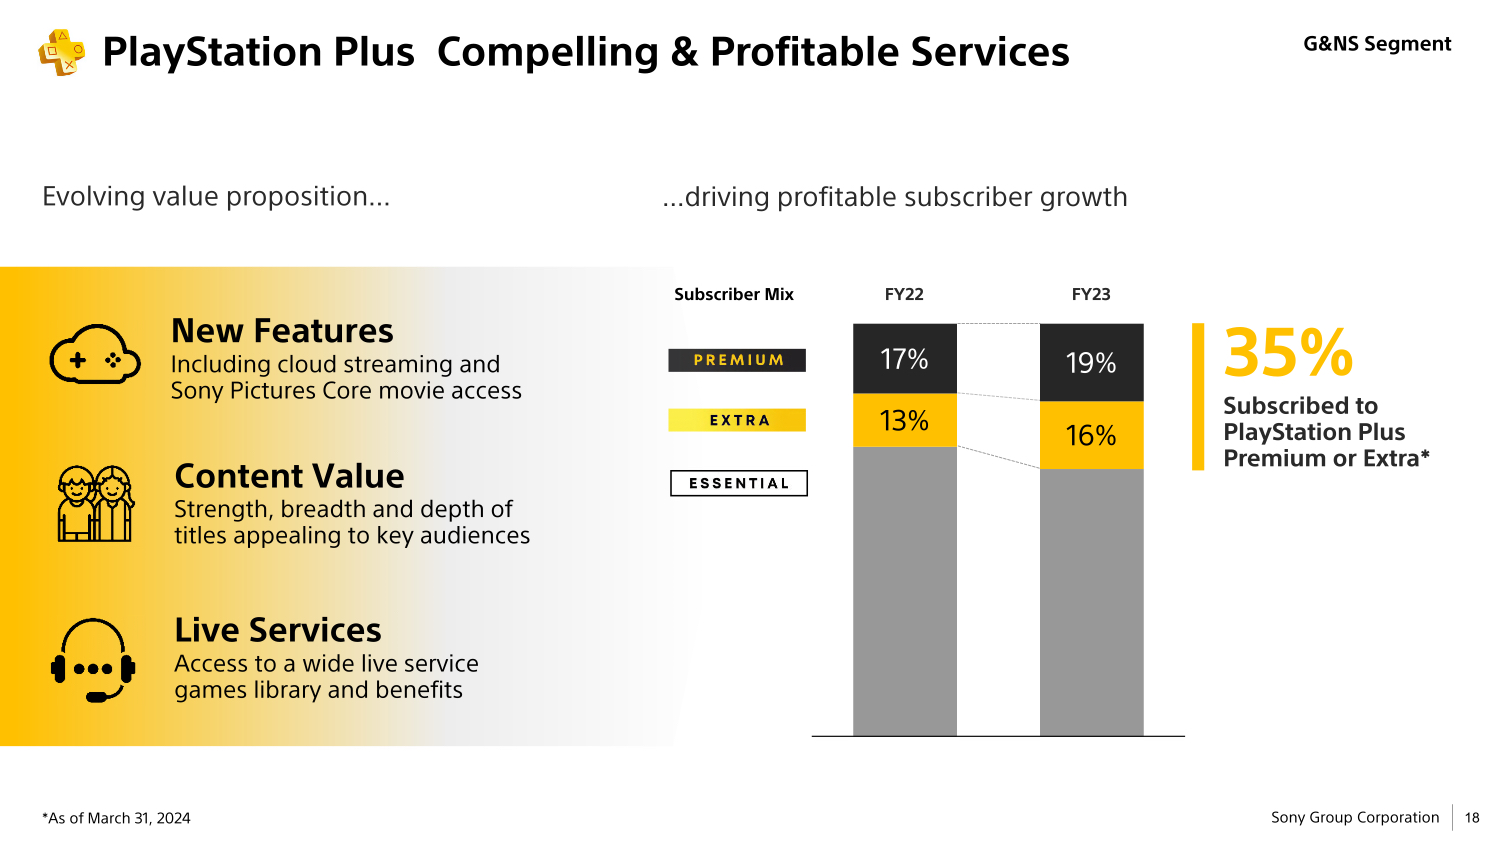 PlayStation Plus  Compelling & Profitable Services
G&NS Segment
Evolving value proposition...
...driving profitable subscriber growth
New Features
Including cloud streaming and
Sony Pictures Core movie access
Content Value
Strength, breadth and depth of
titles appealing to key audiences
Live Services
Access to a wide live service
games library and benefits
Subscriber Mix
FY22
FY23
PREMIUM
17%
19%
EXTRA
13%
16%
ESSENTIAL
35%
Subscribed to
PlayStation Plus
Premium or Extra*
*As of March 31, 2024
Sony Group Corporation
18